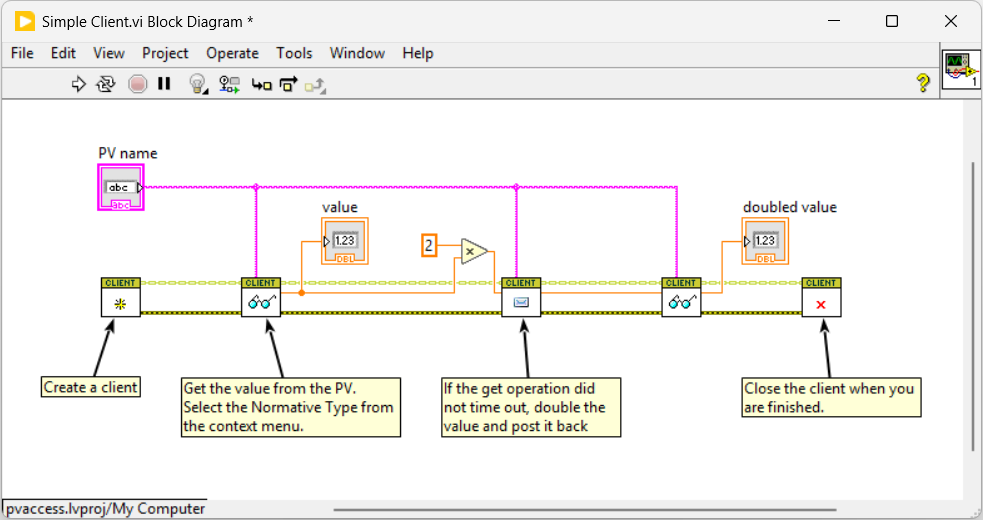 Simple Client.vi Block Diagram *
File Edit View Project Operate Tools Window Help
?
1
PV name
abc
abc
value
1.23
DBL
2
x
doubled value
1.23
DBL
CLIENT CLIENT CLIENT CLIENT CLIENT
Create a client
Get the value from the PV.
Select the Normative Type from
the context menu.
If the get operation did
not time out, double the
value and post it back
Close the client when you
are finished.
pvaccess.lvproj/My Computer